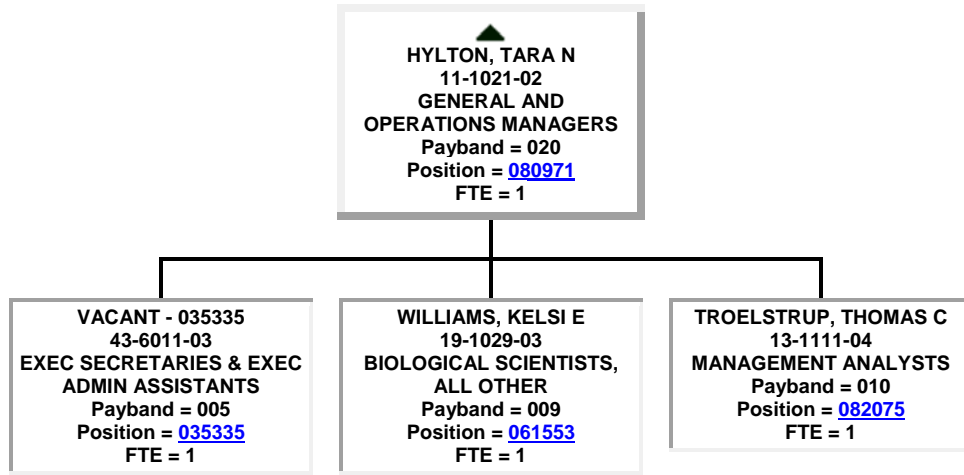 HYLTON, TARA N
11-1021-02
GENERAL AND
OPERATIONS MANAGERS
Payband = 020
Position = 080971
FTE = 1
VACANT - 035335
43-6011-03
EXEC SECRETARIES & EXEC
ADMIN ASSISTANTS
Payband = 005
Position = 035335
FTE = 1
WILLIAMS, KELSI E
19-1029-03
BIOLOGICAL SCIENTISTS,
ALL OTHER
Payband = 009
Position = 061553
FTE = 1
TROELSTRUP, THOMAS C
13-1111-04
MANAGEMENT ANALYSTS
Payband = 010
Position = 082075
FTE = 1